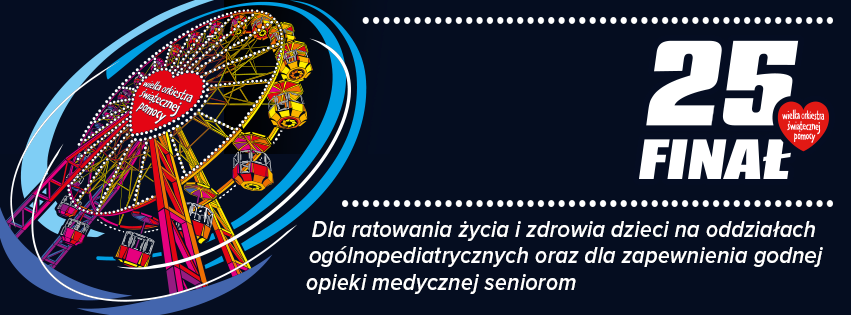 wielka orkiestra
świątecznej
pomocy
25
FINAŁ
wielka orkiestra
świątecznej
pomocy
Dla ratowania życia i zdrowia dzieci na oddziałach
ogólnopediatrycznych oraz dla zapewnienia godnej
opieki medycznej seniorom